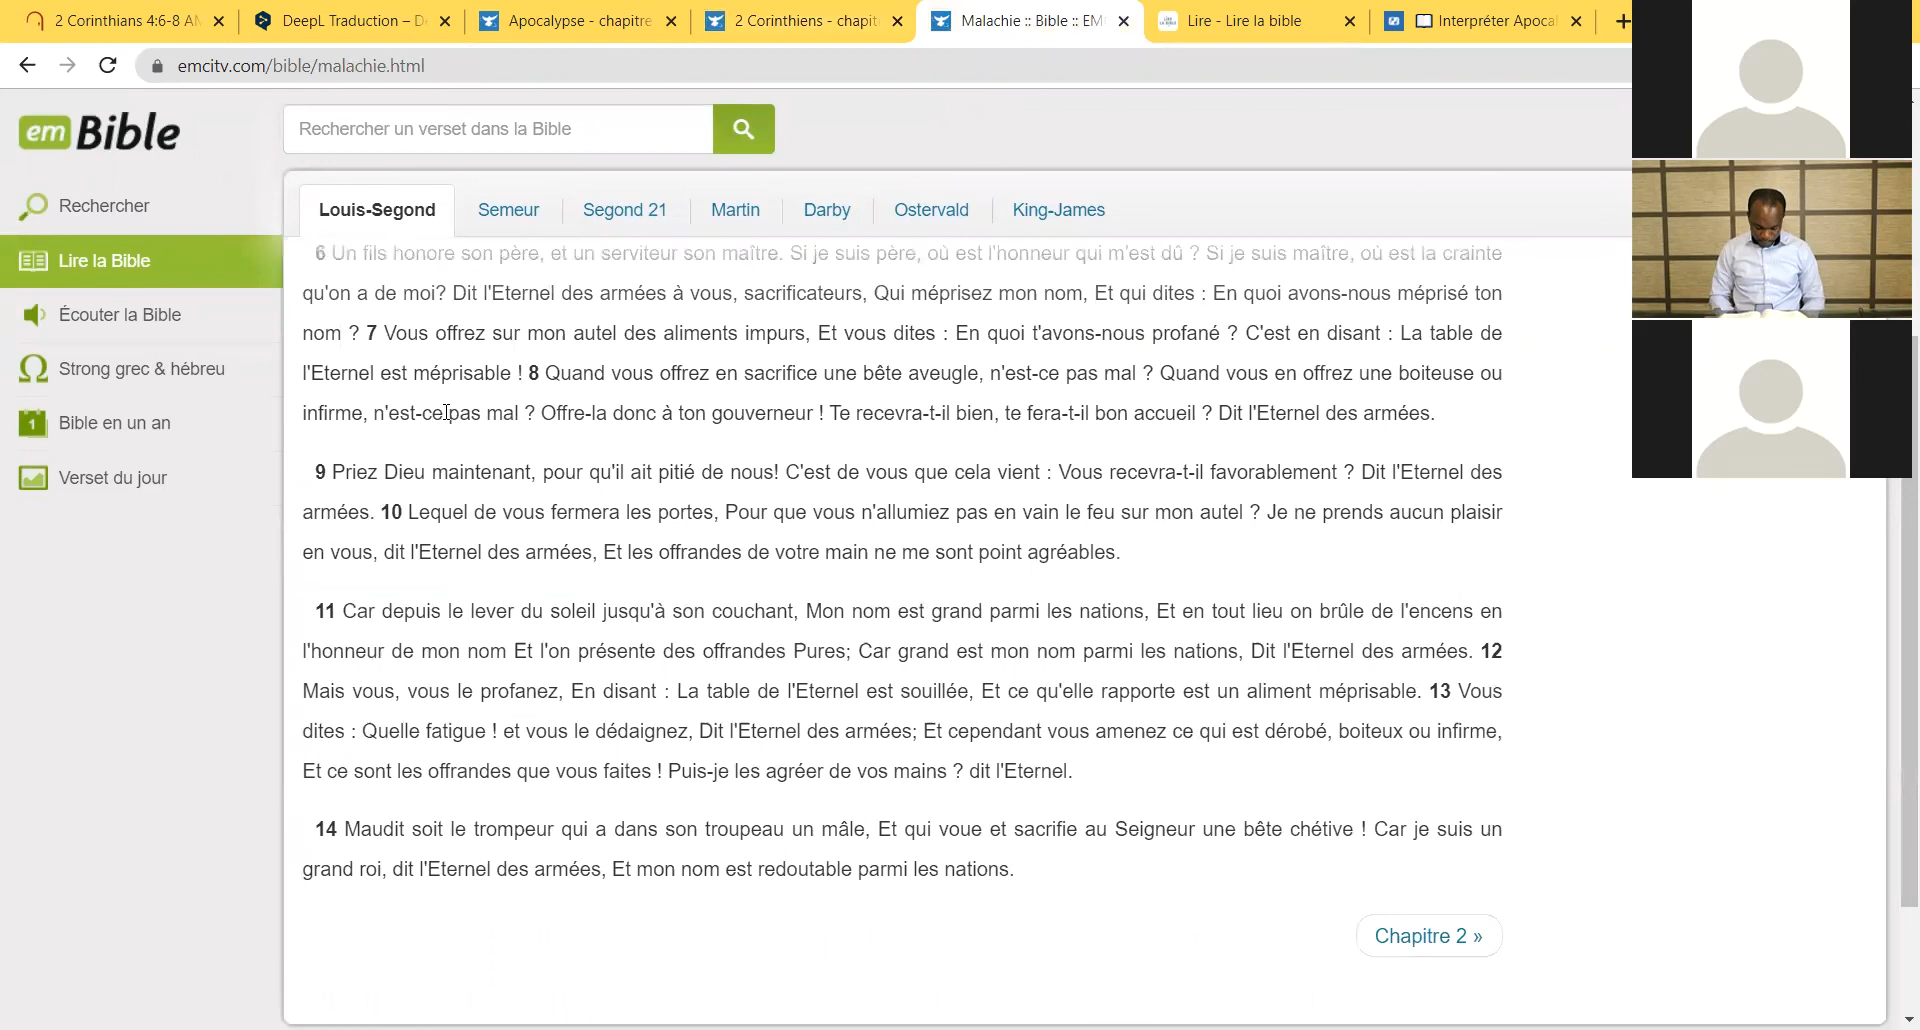 2 Corinthians 4:6-8 A
DeepL Traduction – D
Apocalypse - chapitre
2 Corinthiens - chapit
Malachie :: Bible :: EM
Lire - Lire la bible
Interpréter Apocal
emcitv.com/bible/malachie.html
em Bible
Rechercher un verset dans la Bible
Rechercher
Lire la Bible
Écouter la Bible
Strong grec & hébreu
1 Bible en un an
Verset du jour
Louis-Segond Semeur Segond 21 Martin Darby Ostervald King-James
6 Un fils honore son père, et un serviteur son maître. Si je suis père, où est l'honneur qui m'est dû ? Si je suis maître, où est la crainte
qu'on a de moi? Dit l'Eternel des armées à vous, sacrificateurs, Qui méprisez mon nom, Et qui dites : En quoi avons-nous méprisé ton
nom ? 7 Vous offrez sur mon autel des aliments impurs, Et vous dites : En quoi t'avons-nous profané ? C'est en disant : La table de
l'Eternel est méprisable ! 8 Quand vous offrez en sacrifice une bête aveugle, n'est-ce pas mal ? Quand vous en offrez une boiteuse ou
infirme, n'est-ce pas mal ? Offre-la donc à ton gouverneur ! Te recevra-t-il bien, te fera-t-il bon accueil ? Dit l'Eternel des armées.
9 Priez Dieu maintenant, pour qu'il ait pitié de nous! C'est de vous que cela vient : Vous recevra-t-il favorablement ? Dit l'Eternel des
armées. 10 Lequel de vous fermera les portes, Pour que vous n'allumiez pas en vain le feu sur mon autel ? Je ne prends aucun plaisir
en vous, dit l'Eternel des armées, Et les offrandes de votre main ne me sont point agréables.
11 Car depuis le lever du soleil jusqu'à son couchant, Mon nom est grand parmi les nations, Et en tout lieu on brûle de l'encens en
l'honneur de mon nom Et l'on présente des offrandes Pures; Car grand est mon nom parmi les nations, Dit l'Eternel des armées. 12
Mais vous, vous le profanez, En disant : La table de l'Eternel est souillée, Et ce qu'elle rapporte est un aliment méprisable. 13 Vous
dites : Quelle fatigue ! et vous le dédaignez, Dit l'Eternel des armées; Et cependant vous amenez ce qui est dérobé, boiteux ou infirme,
Et ce sont les offrandes que vous faites ! Puis-je les agréer de vos mains ? dit l'Eternel.
14 Maudit soit le trompeur qui a dans son troupeau un mâle, Et qui voue et sacrifie au Seigneur une bête chétive ! Car je suis un
grand roi, dit l'Eternel des armées, Et mon nom est redoutable parmi les nations.
Chapitre 2 »